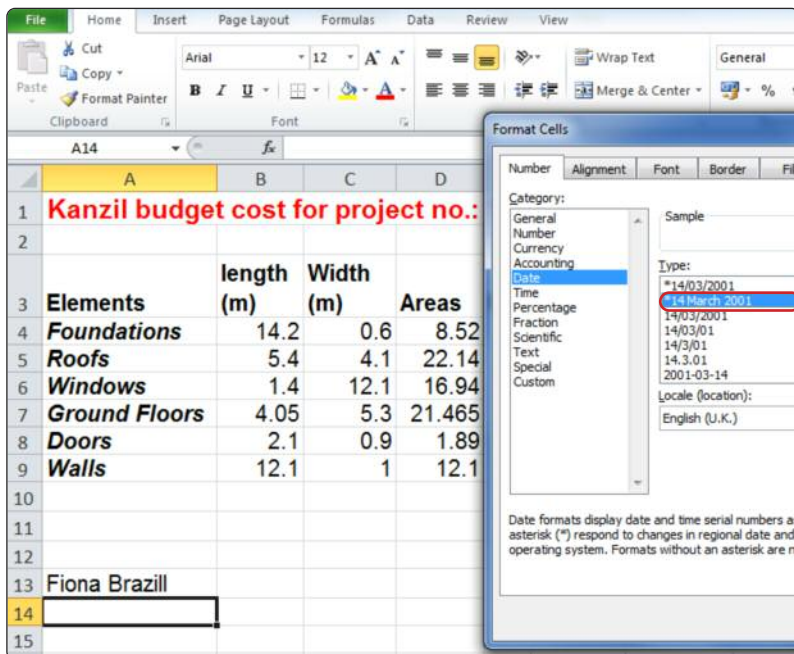 File Home Insert Page Layout Formulas Data Review View
Cut
Copy
Format Painter
Paste
Clipboard
Arial 12 A A
B I U A
Font
Wrap Text
Merge & Center
General
%
A14 fx
Format Cells
Number Alignment Font Border
Category:
General
Number
Currency
Accounting
Date
Time
Percentage
Fraction
Scientific
Text
Special
Custom
Sample
Type:
*14/03/2001
*14 March 2001
14/03/2001
14/03/01
14/3/01
14.3.01
2001-03-14
Locale (location):
English (U.K.)
Date formats display date and time serial numbers
asterisk (*) respond to changes in regional date and
operating system. Formats without an asterisk are
A B C D
1 Kanzil budget cost for project no.:
2
length Width
3 Elements (m) (m) Areas
4 Foundations 14.2 0.6 8.52
5 Roofs 5.4 4.1 22.14
6 Windows 1.4 12.1 16.94
7 Ground Floors 4.05 5.3 21.465
8 Doors 2.1 0.9 1.89
9 Walls 12.1 1 12.1
10
11
12
13 Fiona Brazill
14
15